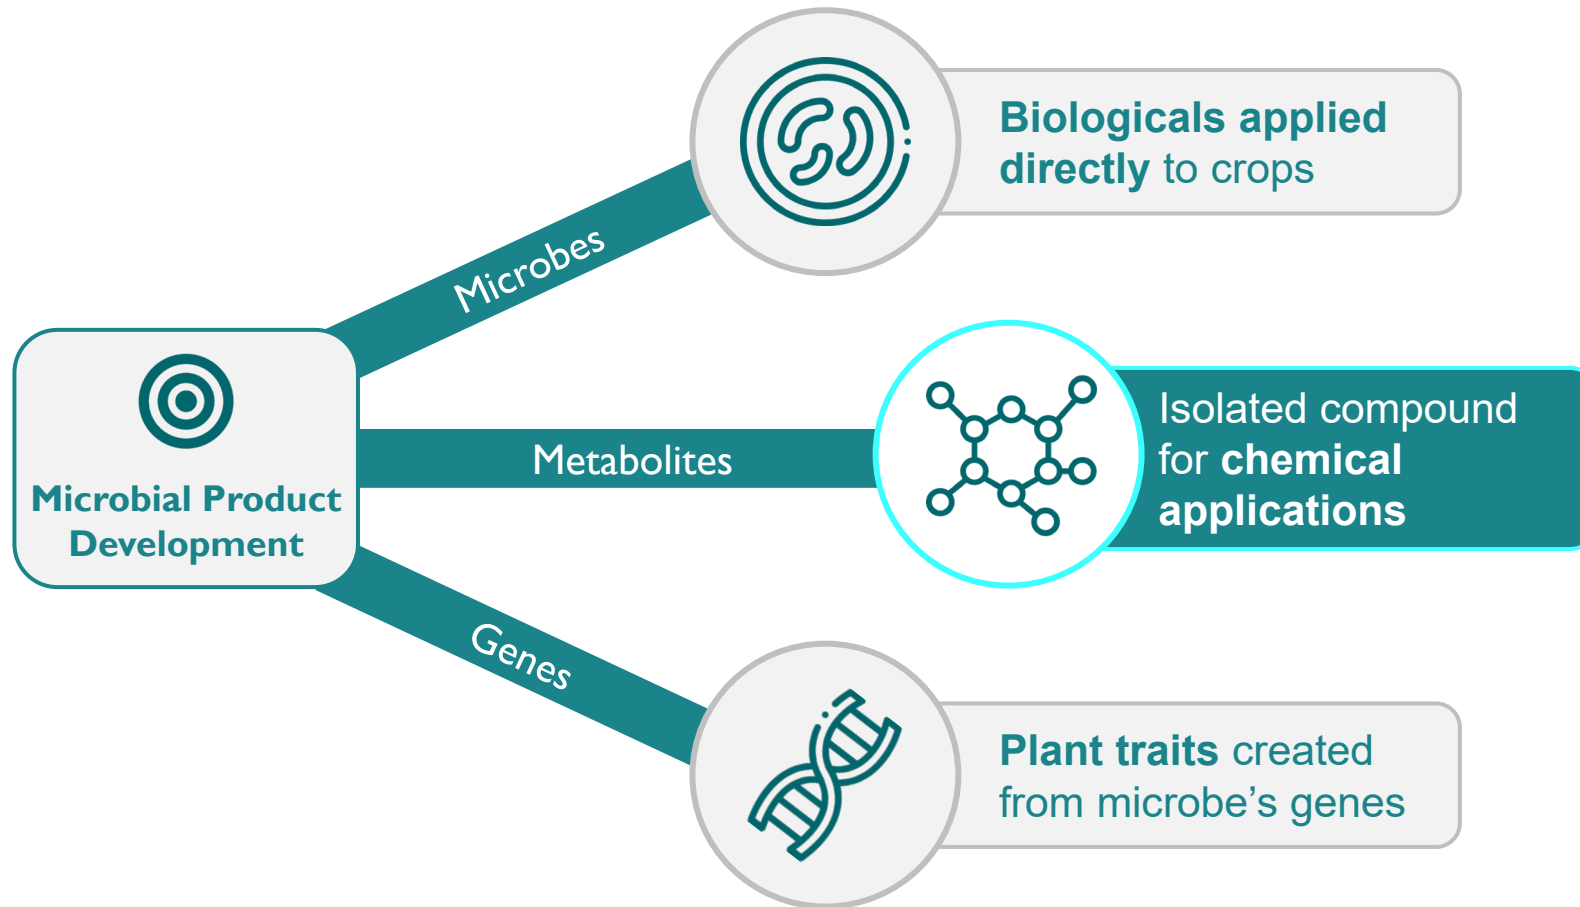 Microbial Product
Development
Microbes
Biologicals applied
directly to crops
Metabolites
Isolated compound
for chemical
applications
Genes
Plant traits created
from microbe’s genes